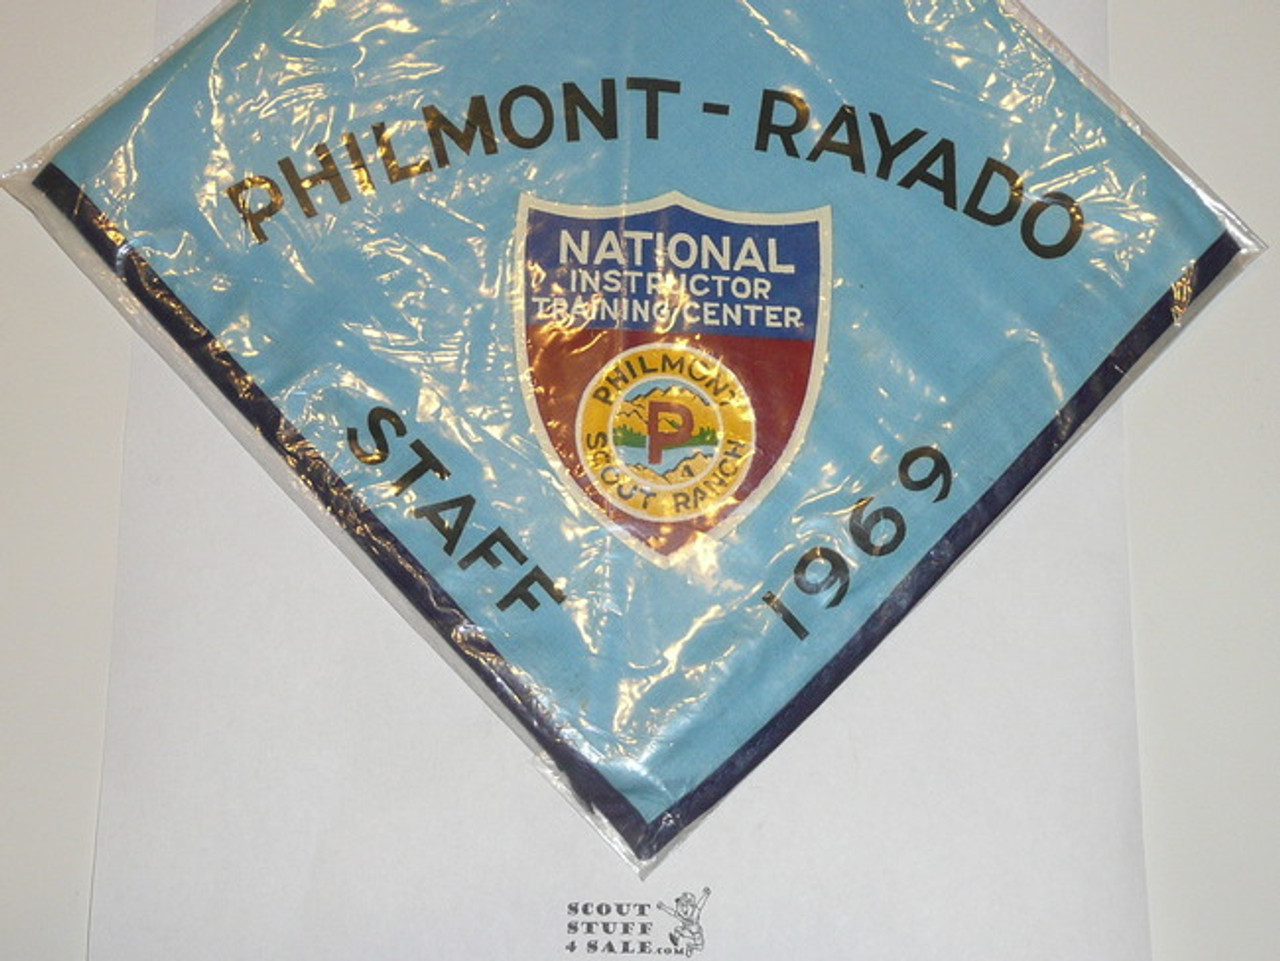 PHILMONT - RAYADO
NATIONAL
INSTRUCTOR
TRAINING CENTER
PHILMONT
P
SCOUT RANCH
STAFF
1969
SCOUT
STUFF
4 SALE.com